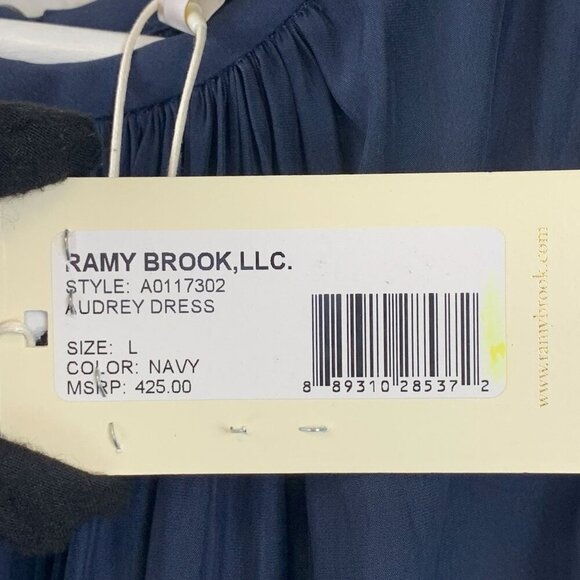 RAMY BROOK,LLC.
STYLE: A0117302
AUDREY DRESS
SIZE: L
COLOR: NAVY
MSRP: 425.00
8 89310 28537 2
www.ramybrook.com